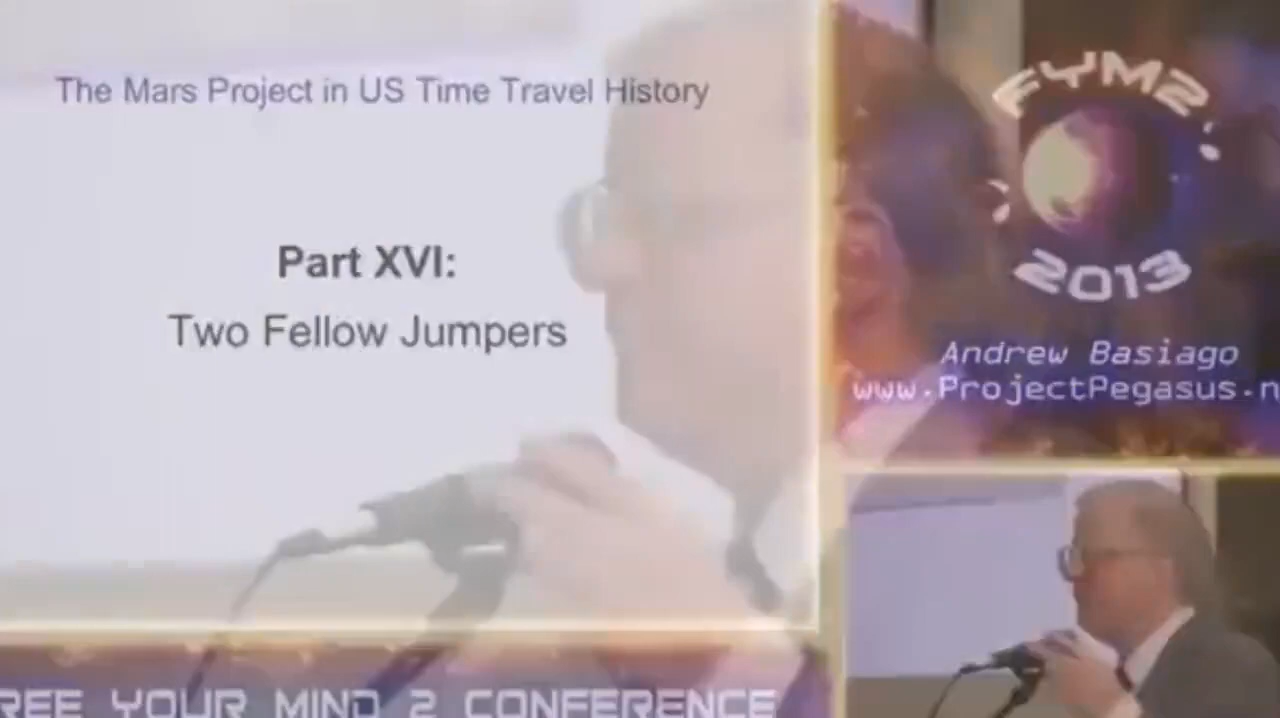 The Mars Project in US Time Travel History
Part XVI:
Two Fellow Jumpers
FYM2
2013
Andrew Basiago
www.ProjectPegasus.n
REE YOUR MIND 2 CONFERENCE